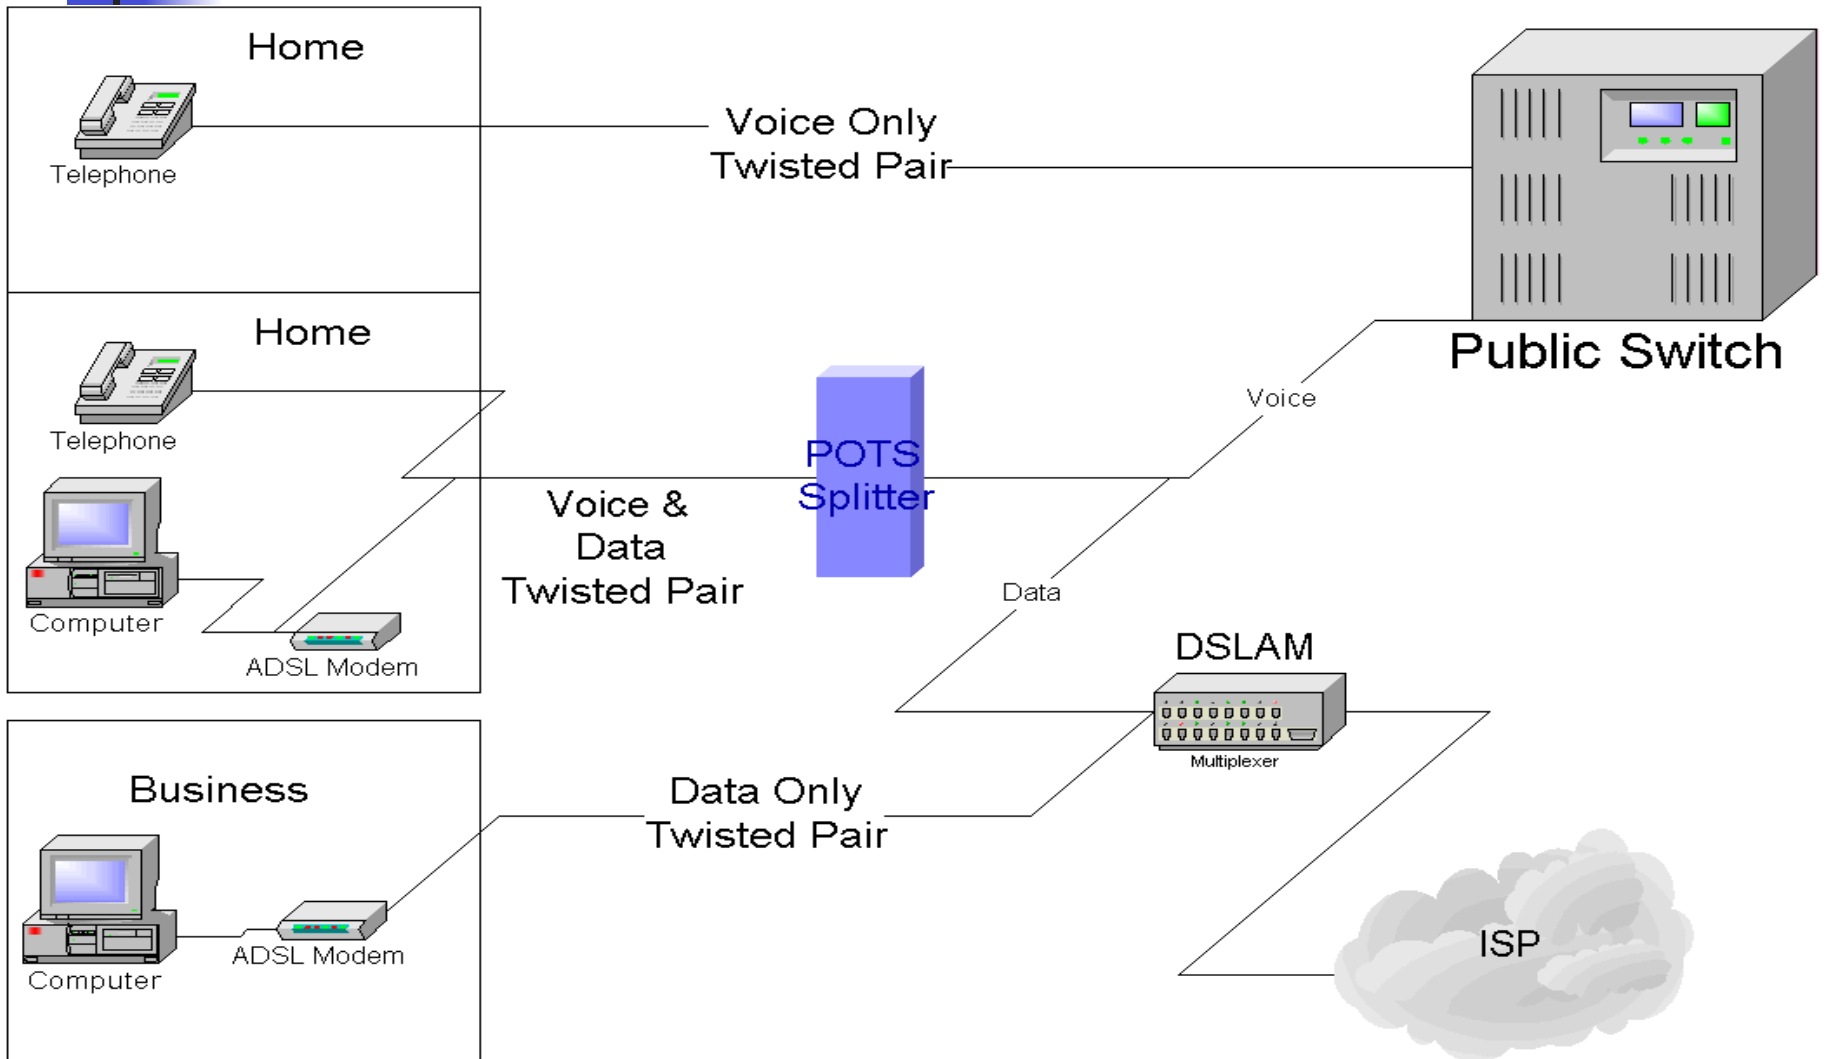 Home
Telephone
Voice Only
Twisted Pair
Public Switch
Home
Telephone
Computer
ADSL Modem
Voice &
Data
Twisted Pair
POTS
Splitter
Voice
Data
DSLAM
Multiplexer
Business
Computer
ADSL Modem
Data Only
Twisted Pair
ISP